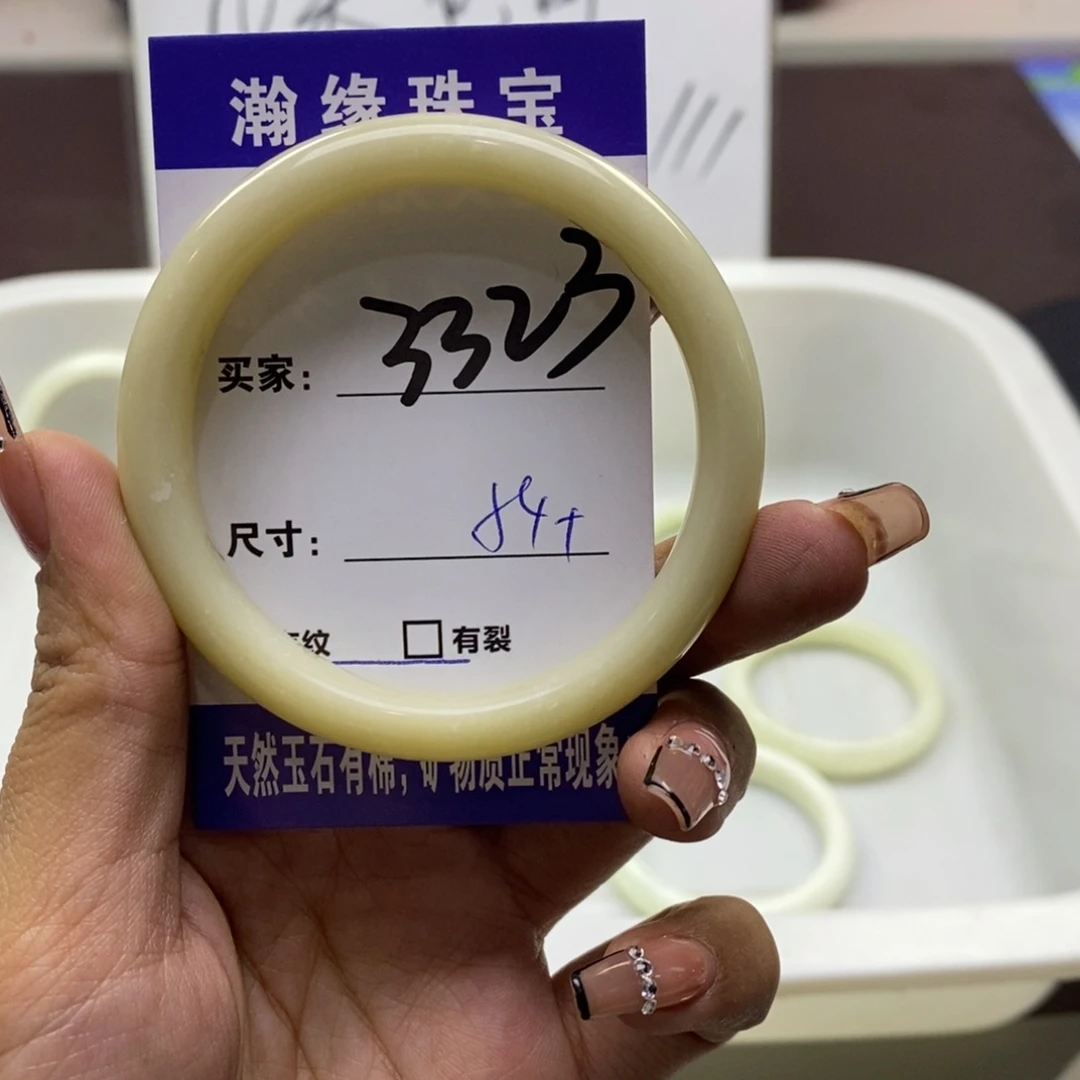 瀚缘珠宝
买家: 3323
尺寸: 54+
纹 □有裂
天然玉石有棉,矿物质正常现象